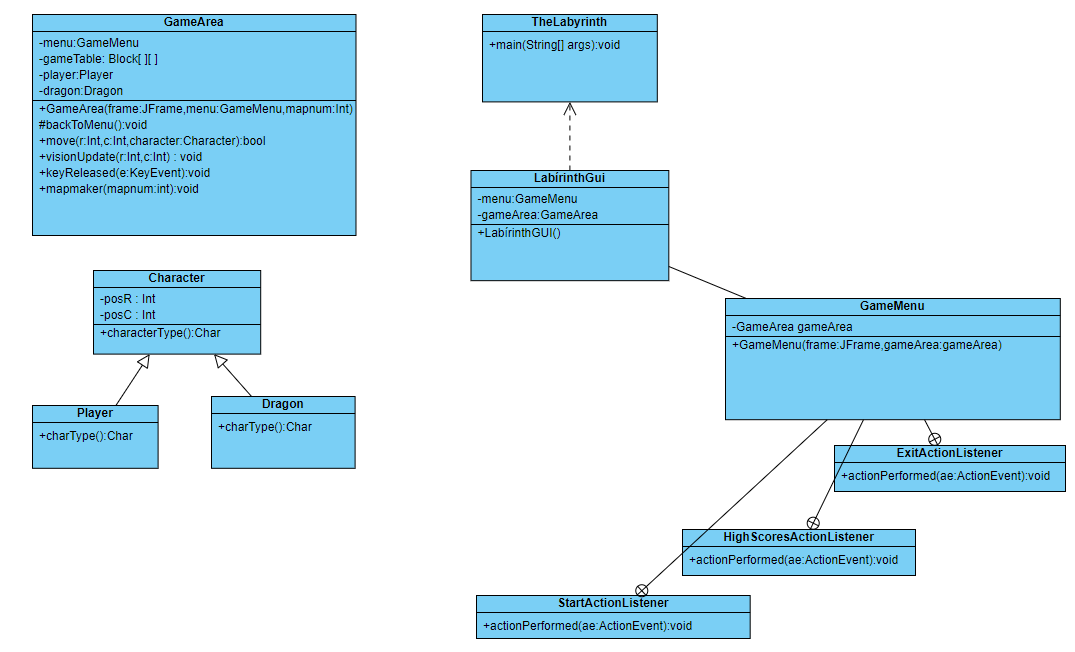 GameArea
-menu:GameMenu
-gameTable: Block[ ][ ]
-player:Player
-dragon:Dragon
+GameArea(frame:JFrame,menu:GameMenu,mapnum:Int)
#backToMenu():void
+move(r:Int,c:Int,character:Character):bool
+visionUpdate(r:Int,c:Int) : void
+keyReleased(e:KeyEvent):void
+mapmaker(mapnum:int):void
TheLabyrinth
+main(String[] args):void
LabírinthGui
-menu:GameMenu
-gameArea:GameArea
+LabírinthGUI()
Character
-posR : Int
-posC : Int
+characterType():Char
Player
+charType():Char
Dragon
+charType():Char
GameMenu
-GameArea gameArea
+GameMenu(frame:JFrame,gameArea:gameArea)
ExitActionListener
+actionPerformed(ae:ActionEvent):void
HighScoresActionListener
+actionPerformed(ae:ActionEvent):void
StartActionListener
+actionPerformed(ae:ActionEvent):void